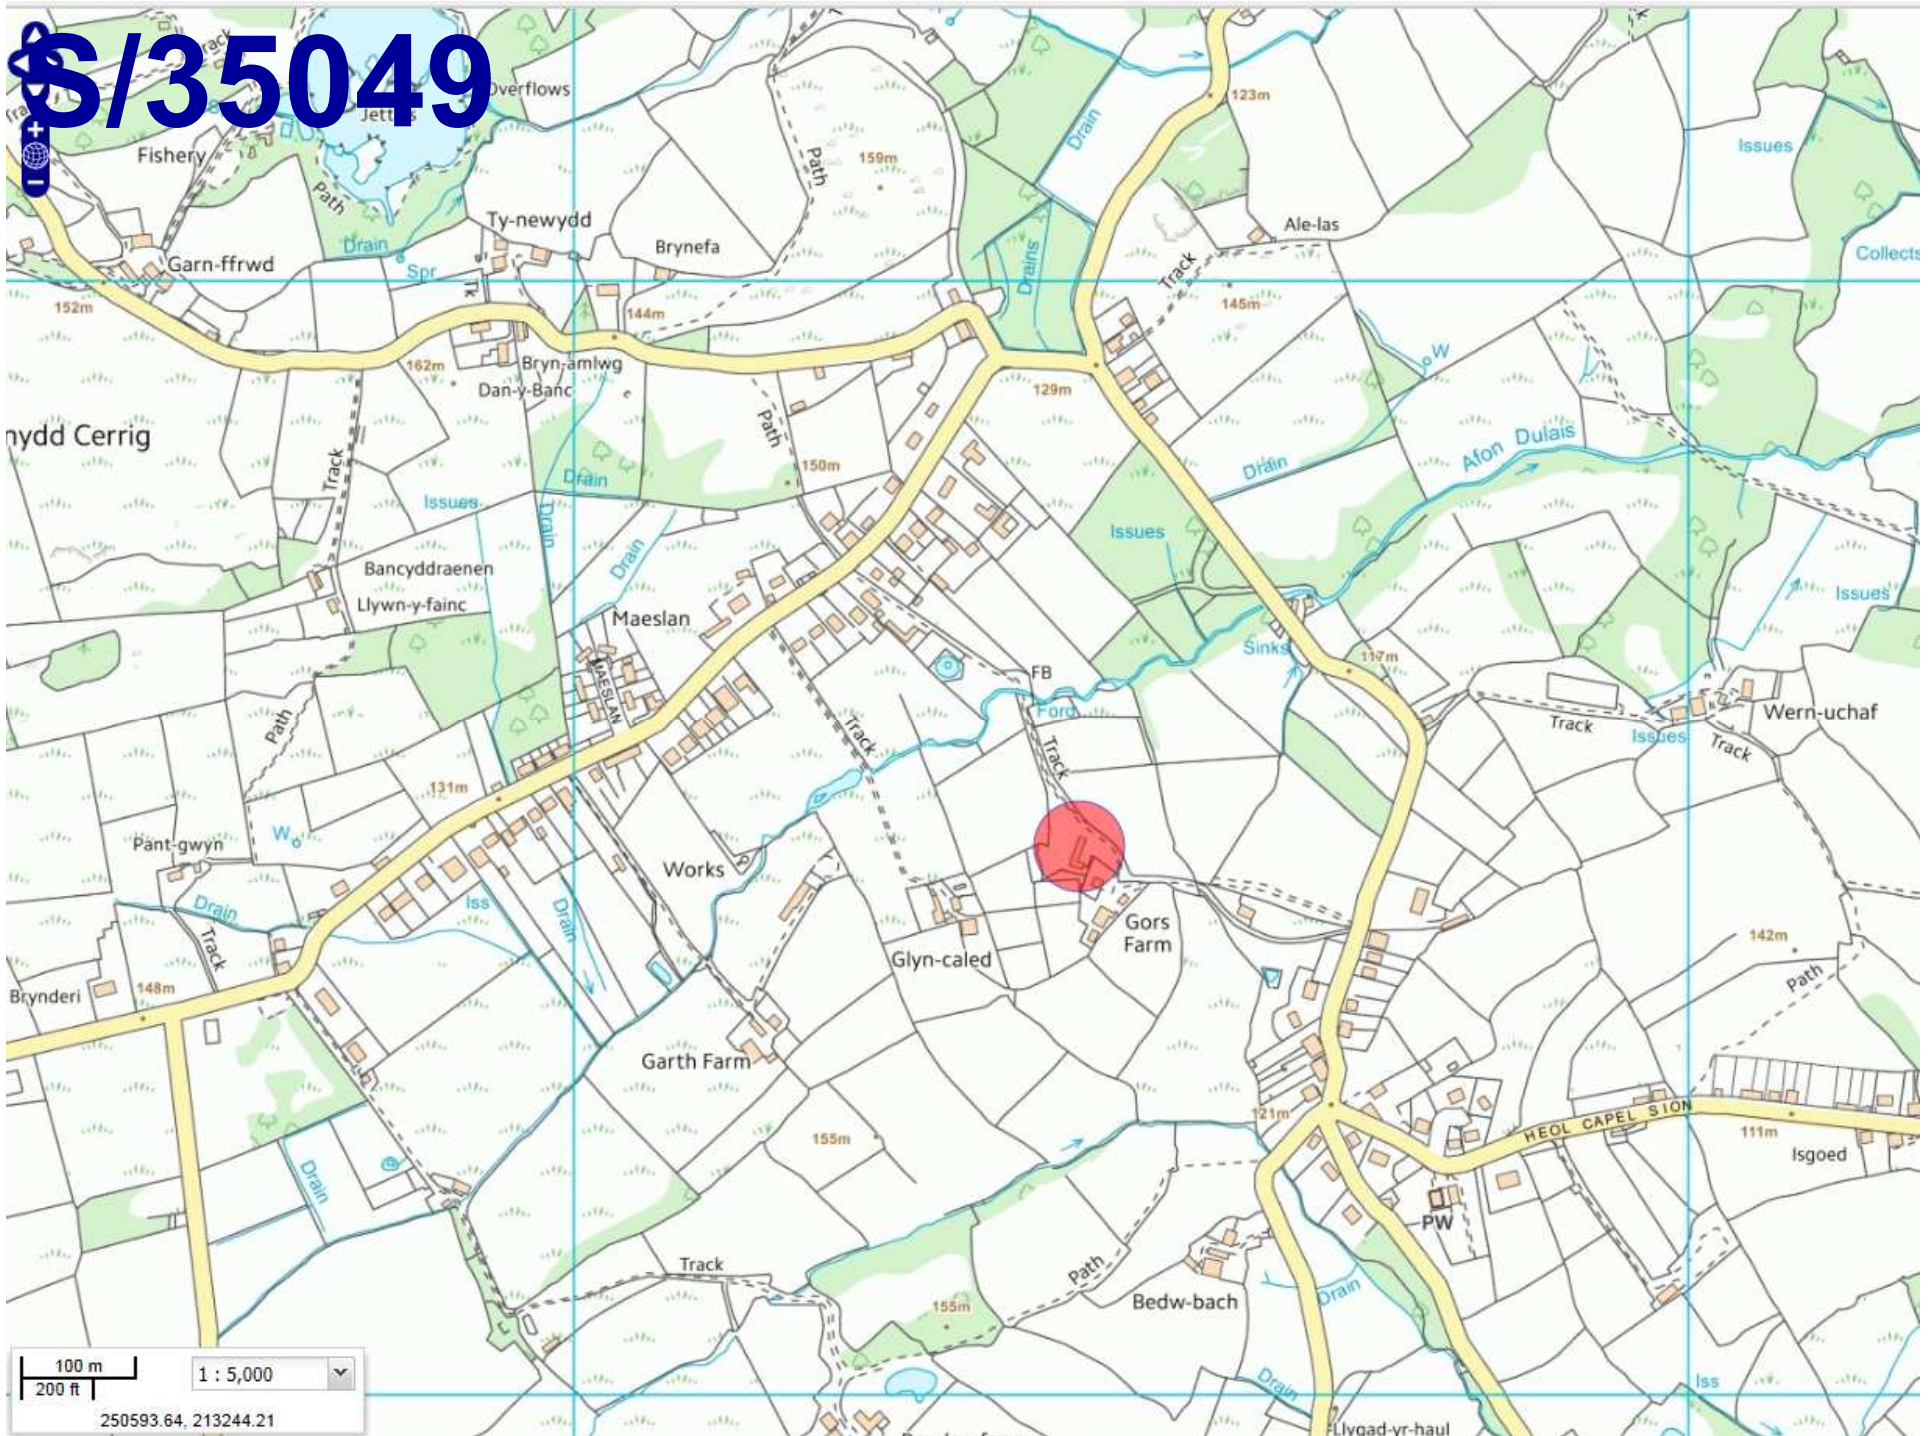 S/35049
Track
Overflows
Fishery
Path
Path
159m
Drain
123m
Issues
Ty-newydd
Brynefa
Ale-las
Garn-ffrwd
Drain
Spr
Tk
Drains
Track
Collects
152m
144m
145m
162m
Bryn-amlwg
Dan-y-Banc
129m
W
nydd Cerrig
Path
150m
Track
Issues
Drain
Drain
Drain
Afon Dulais
Drain
Issues
Bancyddraenen
Llywn-y-fainc
Maeslan
MAESLAN
Issues
Sinks
117m
FB
Ford
Path
Track
Track
Track
Issues
Track
Wern-uchaf
131m
W
Pant-gwyn
Works
Drain
Iss
Drain
Track
Glyn-caled
Gors
Farm
142m
Path
Brynderi
148m
Garth Farm
155m
121m
HEOL CAPEL SION
111m
Isgoed
Drain
PW
Track
Path
155m
Bedw-bach
Drain
Drain
Iss
Llygad-yr-haul
100 m
200 ft
1 : 5,000
250593.64, 213244.21